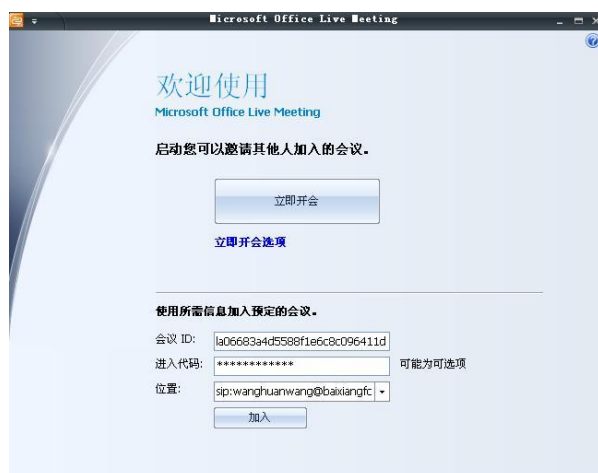 Microsoft Office Live Meeting
欢迎使用
Microsoft Office Live Meeting
启动您可以邀请其他人加入的会议。
立即开会
立即开会选项
使用所需信息加入预定的会议。
会议 ID: la06683a4d5588f1e6c8c096411d
进入代码: ************ 可能为可选项
位置: sip:wanghuanwang@baixiangfc
加入